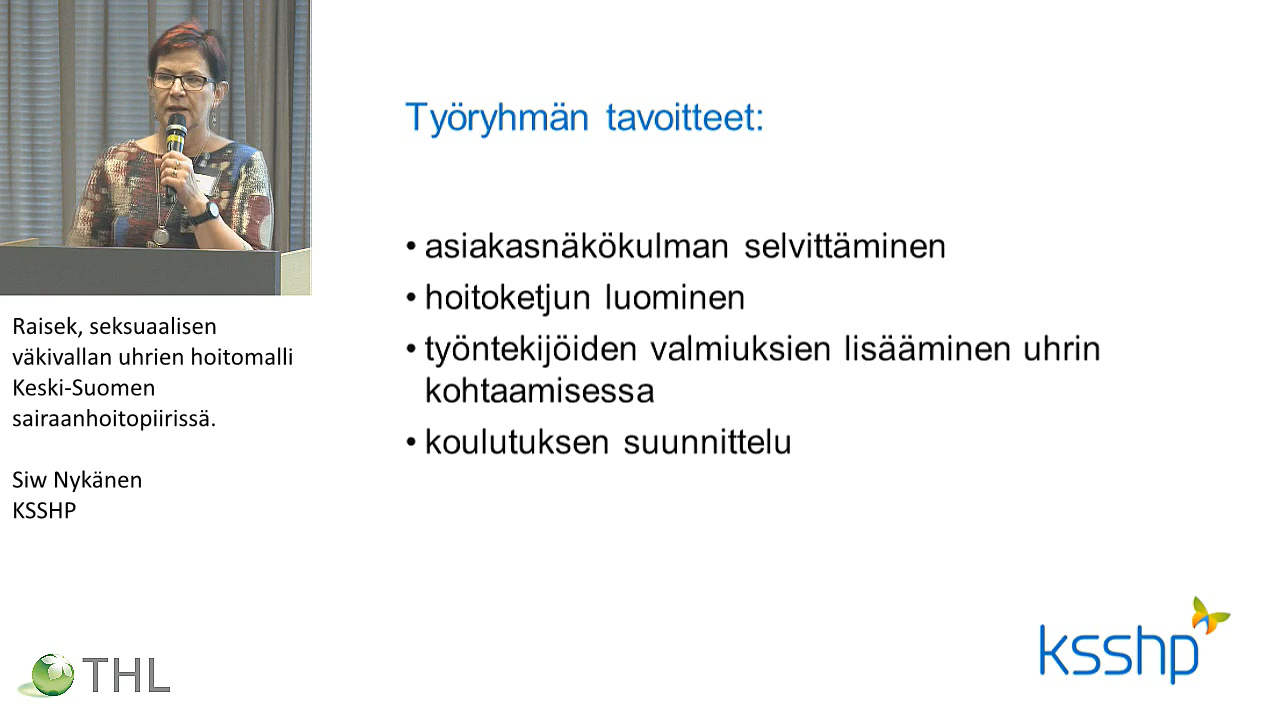 Työryhmän tavoitteet:
• asiakasnäkökulman selvittäminen
• hoitoketjun luominen
• työntekijöiden valmiuksien lisääminen uhrin
kohtaamisessa
• koulutuksen suunnittelu
Raisek, seksuaalisen
väkivallan uhrien hoitomalli
Keski-Suomen
sairaanhoitopiirissä.
Siw Nykänen
KSSHP
THL
ksshp